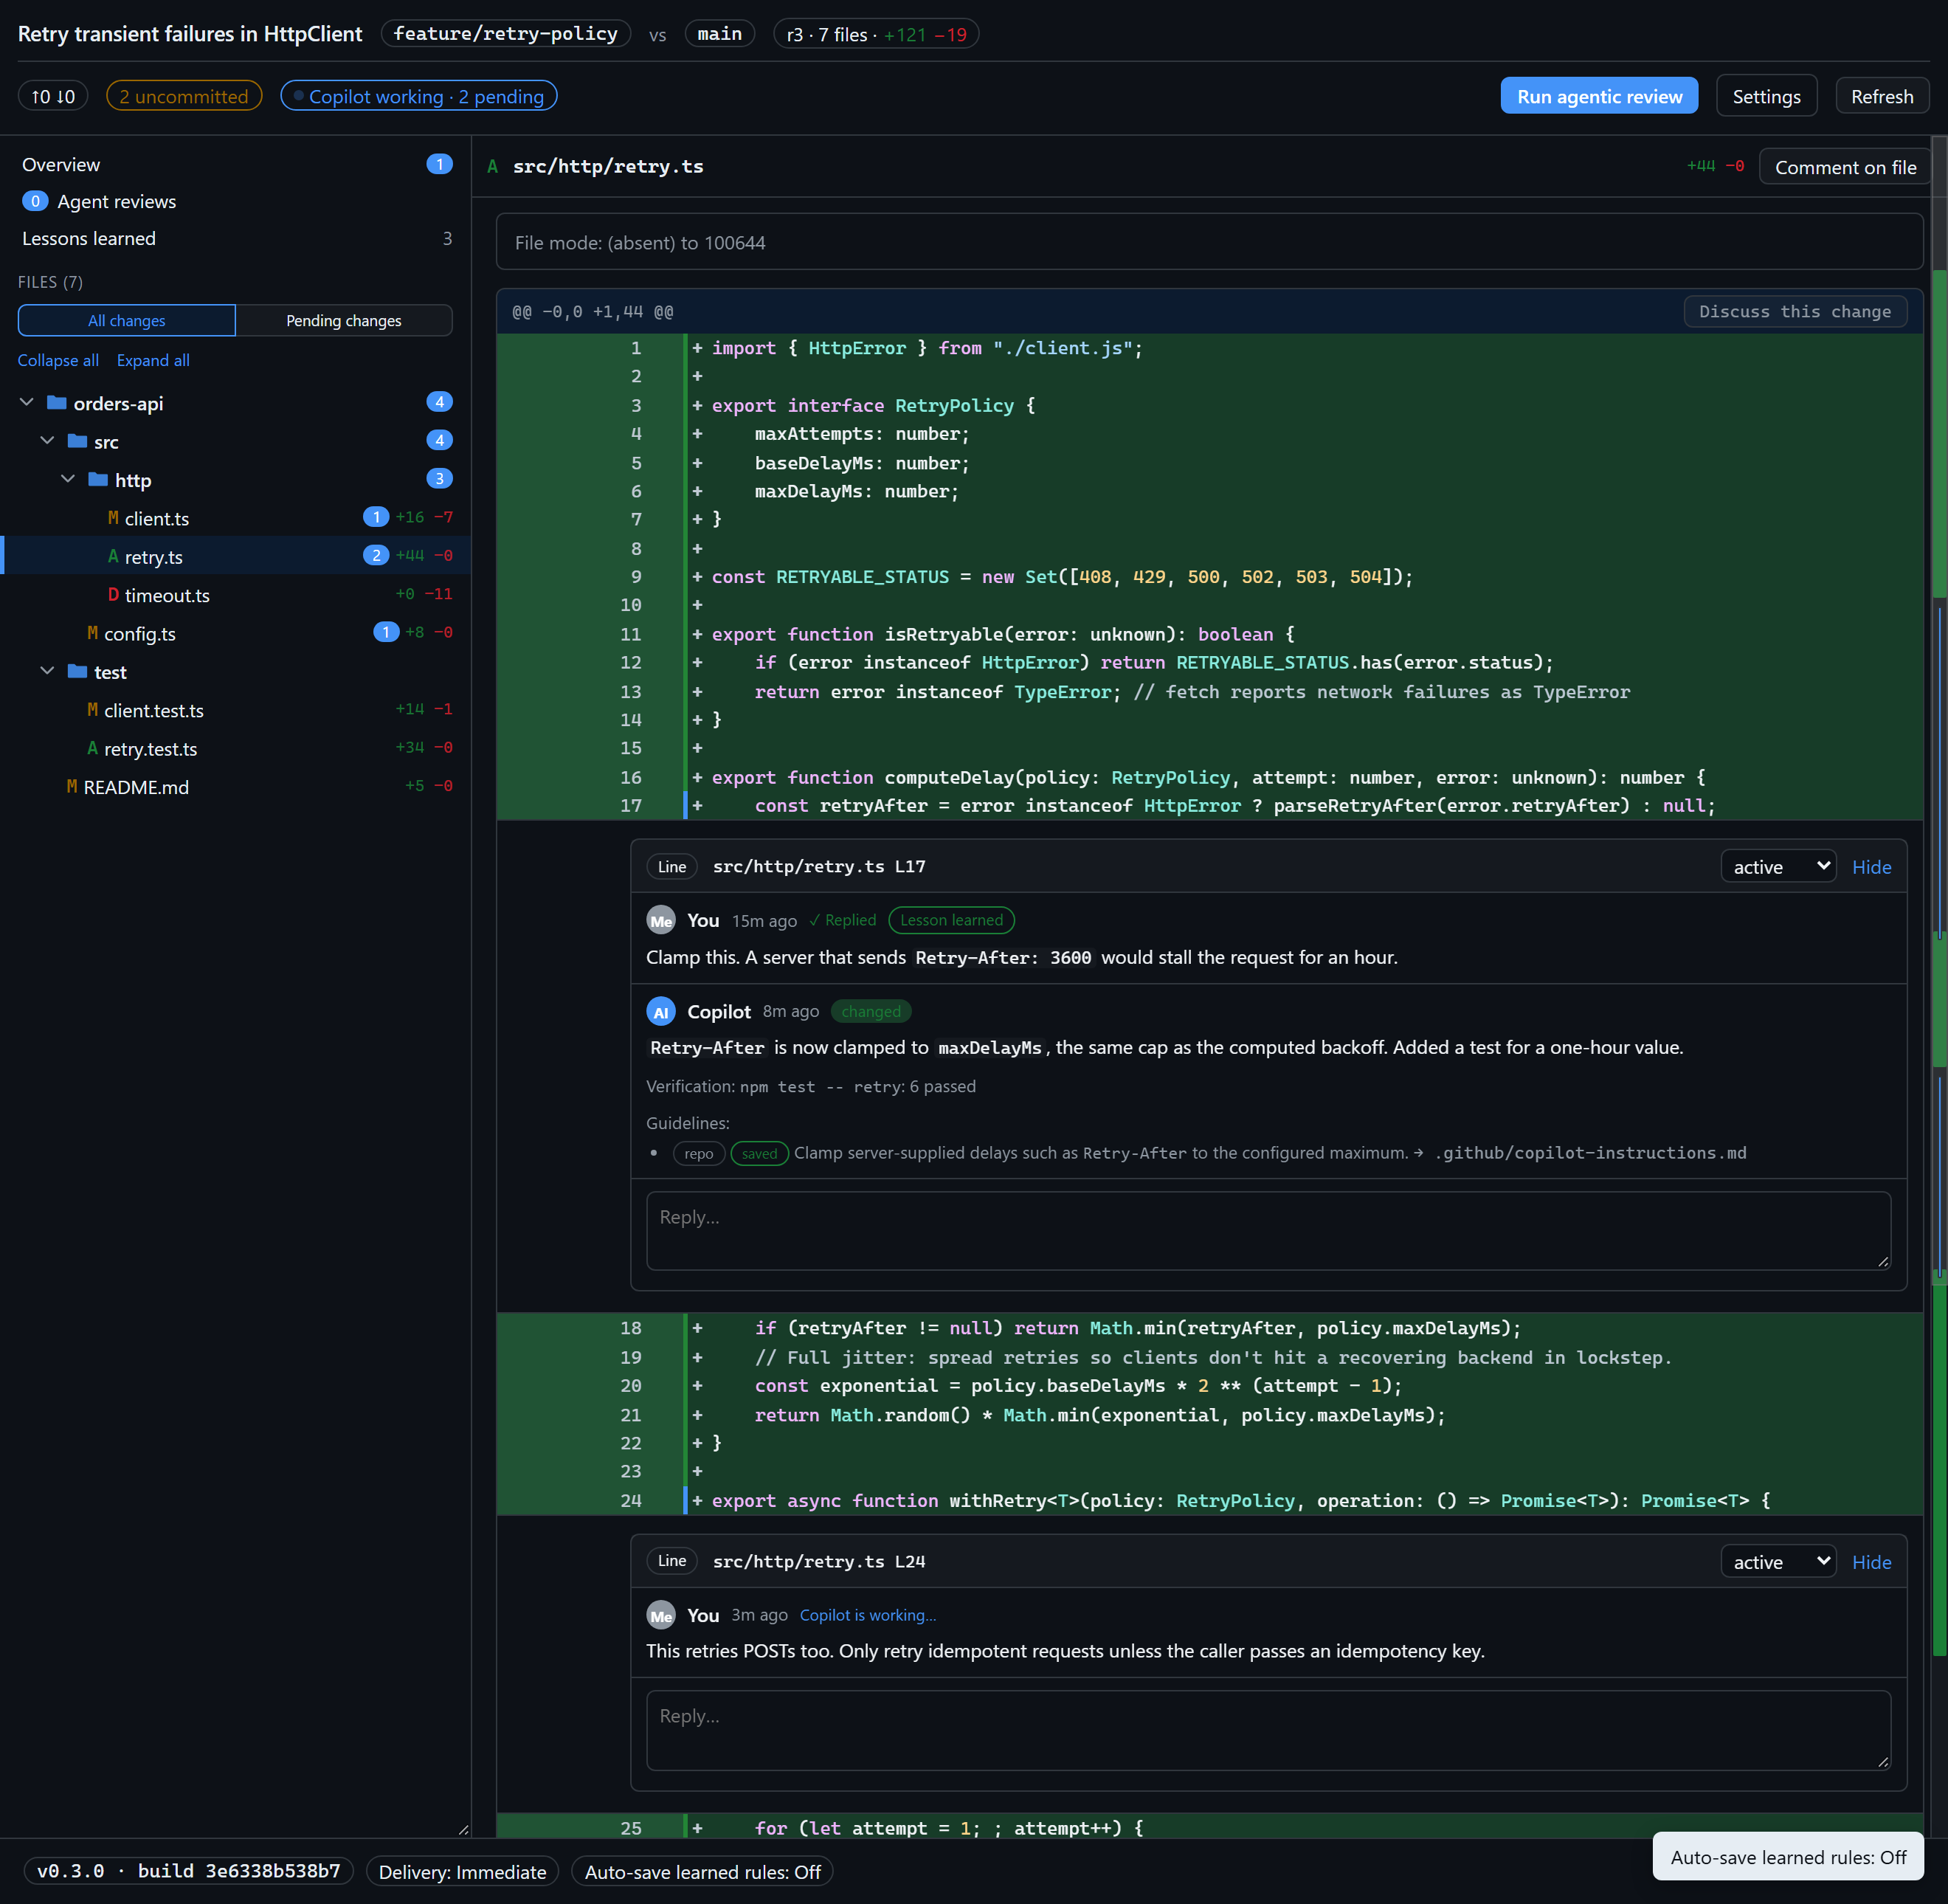 Retry transient failures in HttpClient feature/retry-policy vs main r3 · 7 files · +121 −19
↑0 ↓0 2 uncommitted Copilot working · 2 pending Run agentic review Settings Refresh
Overview 1
0 Agent reviews
Lessons learned 3
FILES (7)
All changes Pending changes
Collapse all Expand all
orders-api 4
src 4
http 3
M client.ts 1 +16 −7
A retry.ts 2 +44 −0
D timeout.ts +0 −11
M config.ts 1 +8 −0
test
M client.test.ts +14 −1
A retry.test.ts +34 −0
M README.md +5 −0
A src/http/retry.ts +44 −0 Comment on file
File mode: (absent) to 100644
@@ −0,0 +1,44 @@ Discuss this change
1 + import { HttpError } from "./client.js";
2 +
3 + export interface RetryPolicy {
4 + maxAttempts: number;
5 + baseDelayMs: number;
6 + maxDelayMs: number;
7 + }
8 +
9 + const RETRYABLE_STATUS = new Set([408, 429, 500, 502, 503, 504]);
10 +
11 + export function isRetryable(error: unknown): boolean {
12 + if (error instanceof HttpError) return RETRYABLE_STATUS.has(error.status);
13 + return error instanceof TypeError; // fetch reports network failures as TypeError
14 + }
15 +
16 + export function computeDelay(policy: RetryPolicy, attempt: number, error: unknown): number {
17 + const retryAfter = error instanceof HttpError ? parseRetryAfter(error.retryAfter) : null;
Line src/http/retry.ts L17 active Hide
Me You 15m ago ✓ Replied Lesson learned
Clamp this. A server that sends Retry-After: 3600 would stall the request for an hour.
AI Copilot 8m ago changed
Retry-After is now clamped to maxDelayMs, the same cap as the computed backoff. Added a test for a one-hour value.
Verification: npm test -- retry: 6 passed
Guidelines:
• repo saved Clamp server-supplied delays such as Retry-After to the configured maximum. → .github/copilot-instructions.md
Reply...
18 + if (retryAfter != null) return Math.min(retryAfter, policy.maxDelayMs);
19 + // Full jitter: spread retries so clients don't hit a recovering backend in lockstep.
20 + const exponential = policy.baseDelayMs * 2 ** (attempt - 1);
21 + return Math.random() * Math.min(exponential, policy.maxDelayMs);
22 + }
23 +
24 + export async function withRetry<T>(policy: RetryPolicy, operation: () => Promise<T>): Promise<T> {
Line src/http/retry.ts L24 active Hide
Me You 3m ago Copilot is working...
This retries POSTs too. Only retry idempotent requests unless the caller passes an idempotency key.
Reply...
25 + for (let attempt = 1; ; attempt++) {
v0.3.0 · build 3e6338b538b7 Delivery: Immediate Auto-save learned rules: Off
Auto-save learned rules: Off